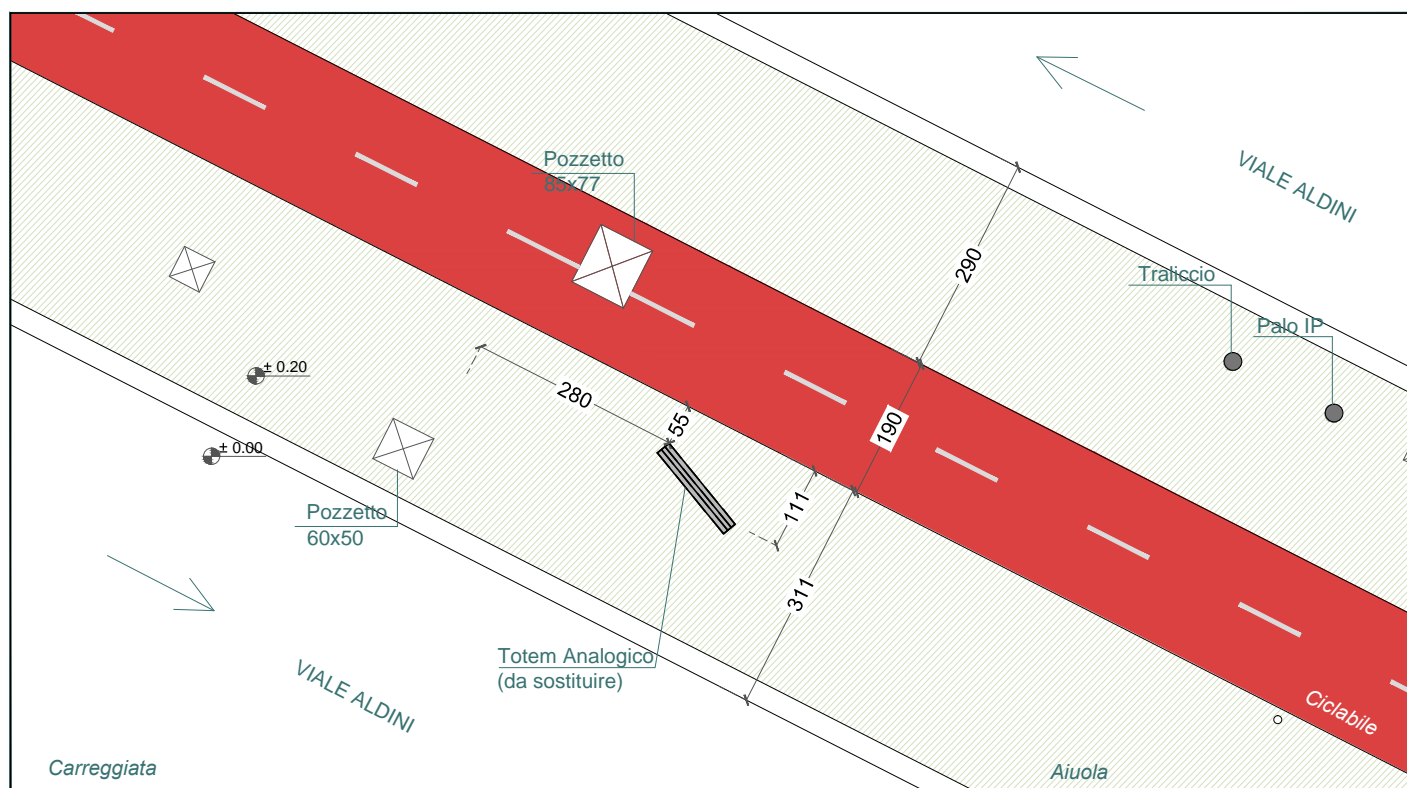 Pozzetto
85x77
VIALE ALDINI
290
Traliccio
Palo IP
± 0.20
280
55
190
± 0.00
111
Pozzetto
60x50
311
Totem Analogico
(da sostituire)
VIALE ALDINI
Ciclabile
Carreggiata
Aiuola